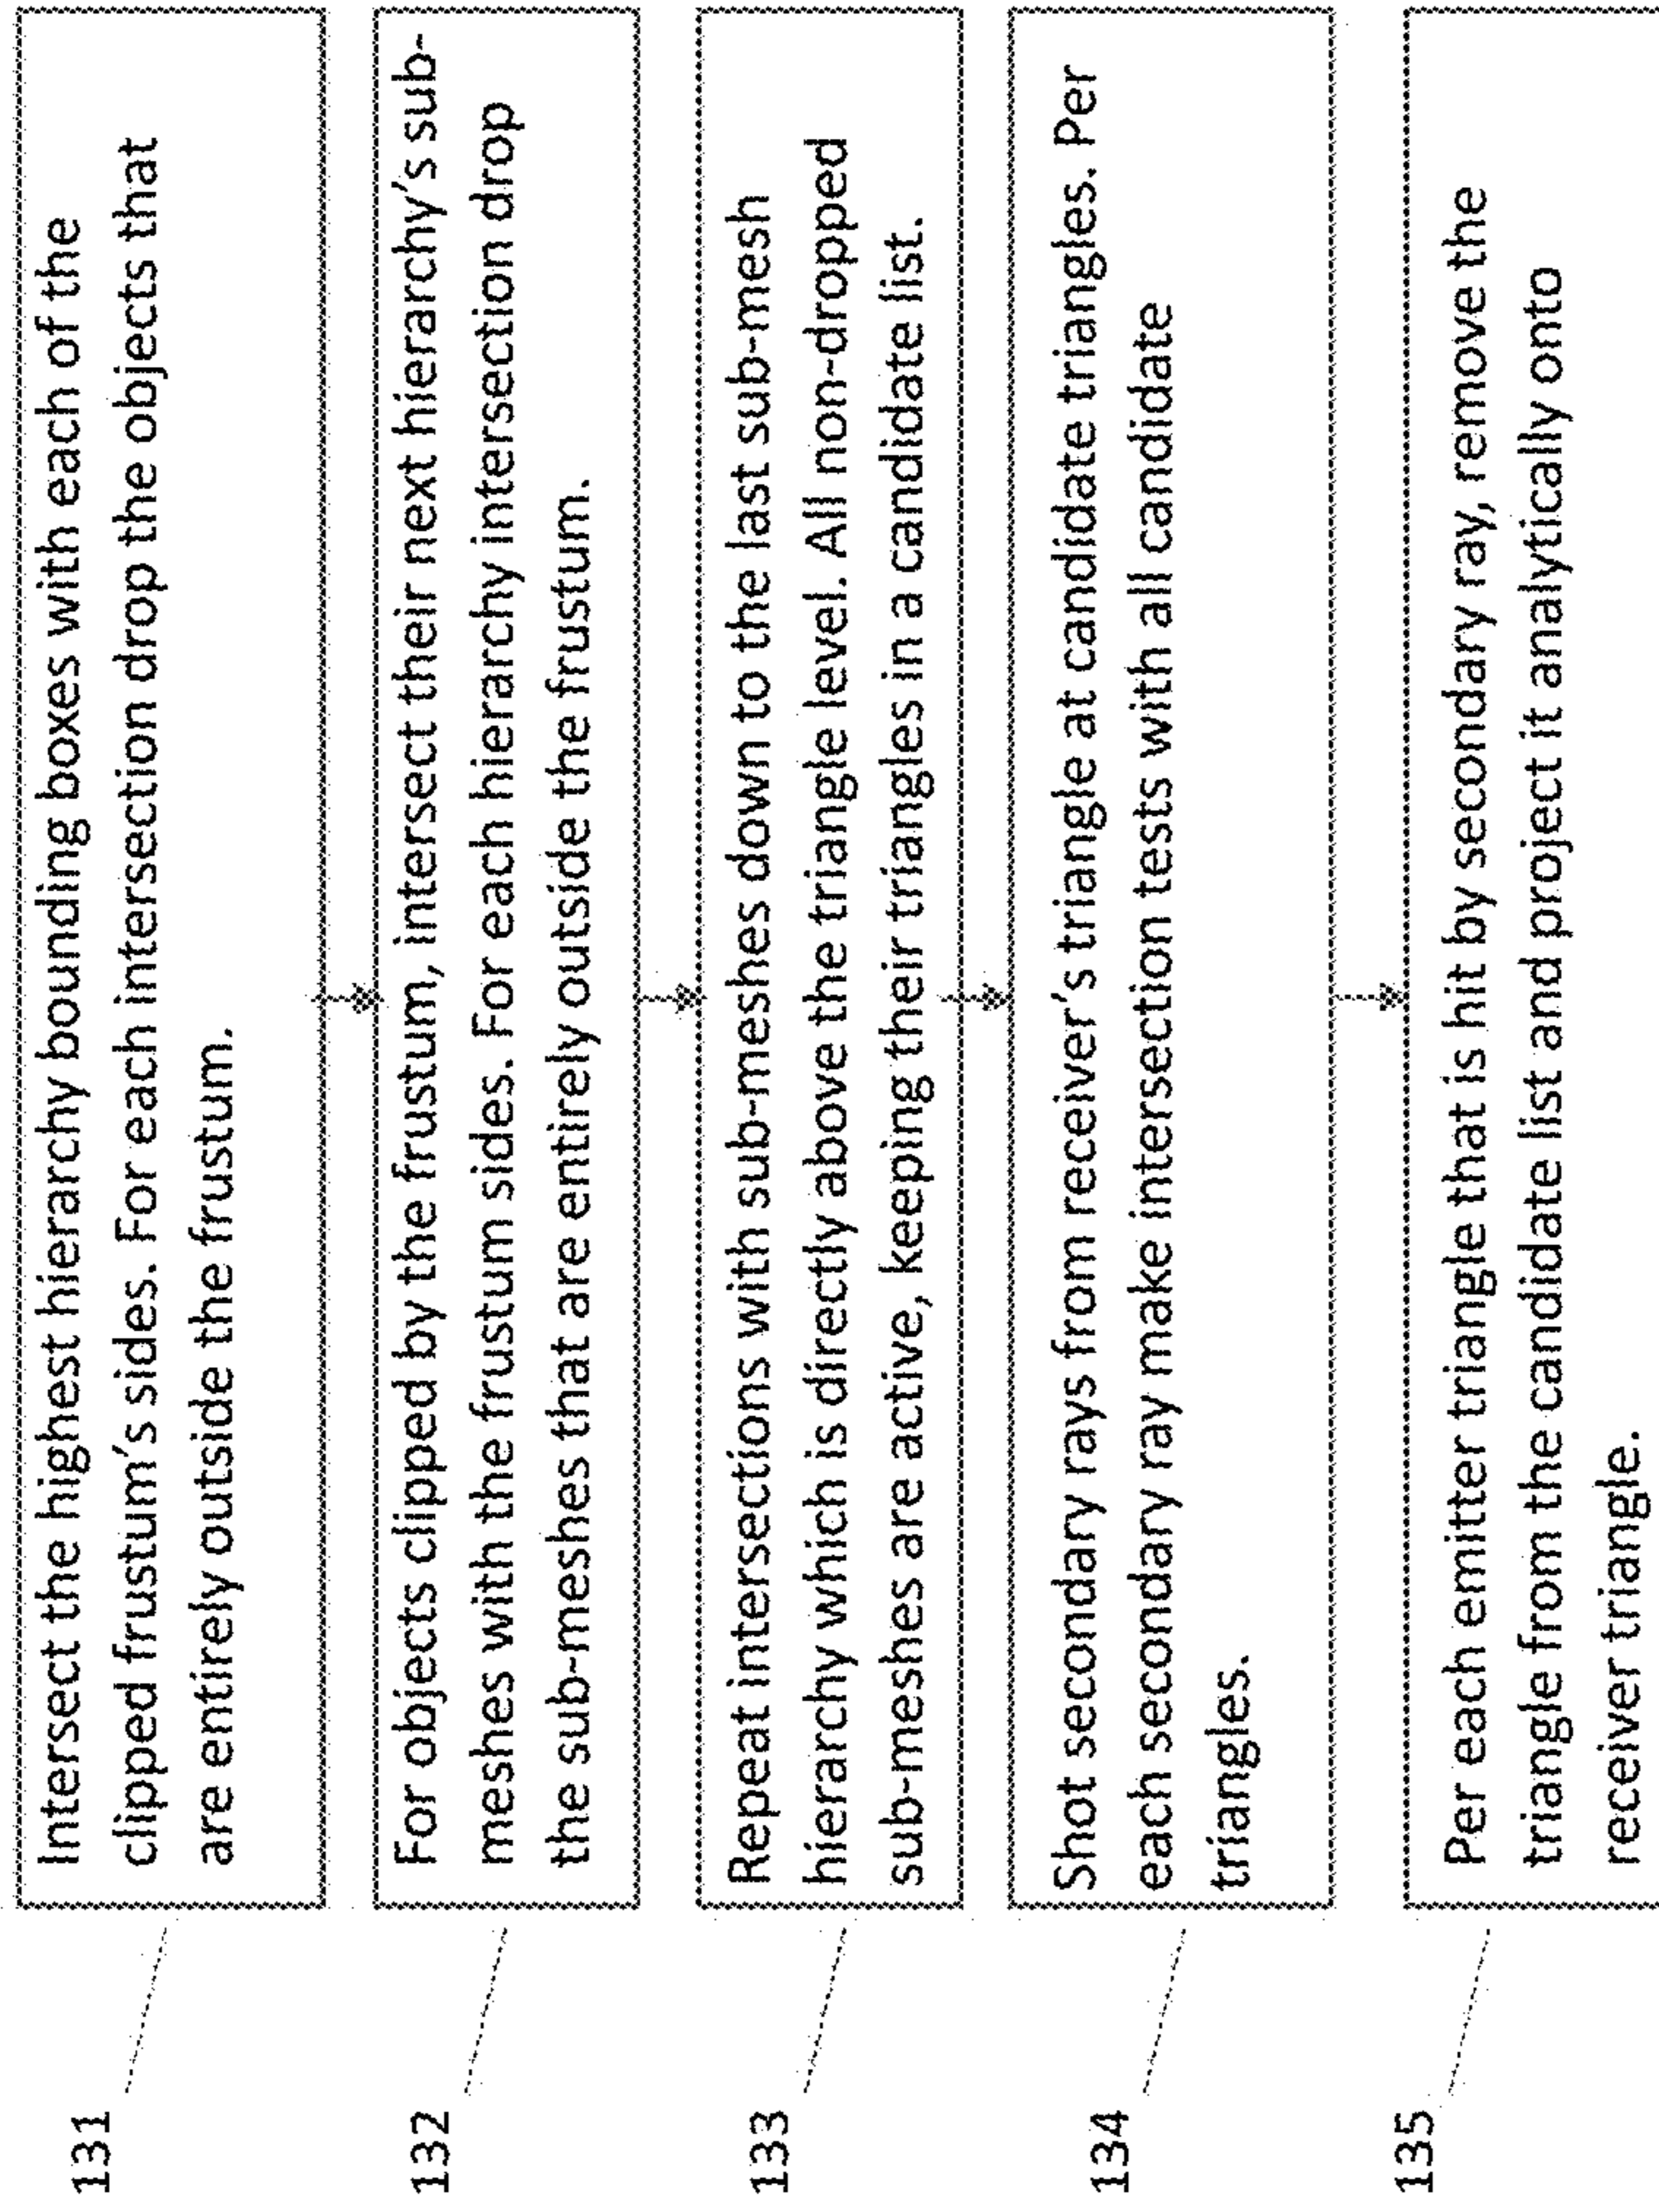 131
Intersect the highest hierarchy bounding boxes with each of the
clipped frustum's sides. For each intersection drop the objects that
are entirely outside the frustum.
132
For objects clipped by the frustum, intersect their next hierarchy's sub-
meshes with the frustum sides. For each hierarchy intersection drop
the sub-meshes that are entirely outside the frustum.
133
Repeat intersections with sub-meshes down to the last sub-mesh
hierarchy which is directly above the triangle level. All non-dropped
sub-meshes are active, keeping their triangles in a candidate list.
134
Shot secondary rays from receiver's triangle at candidate triangles. Per
each secondary ray make intersection tests with all candidate
triangles.
135
Per each emitter triangle that is hit by secondary ray, remove the
triangle from the candidate list and project it analytically onto
receiver triangle.